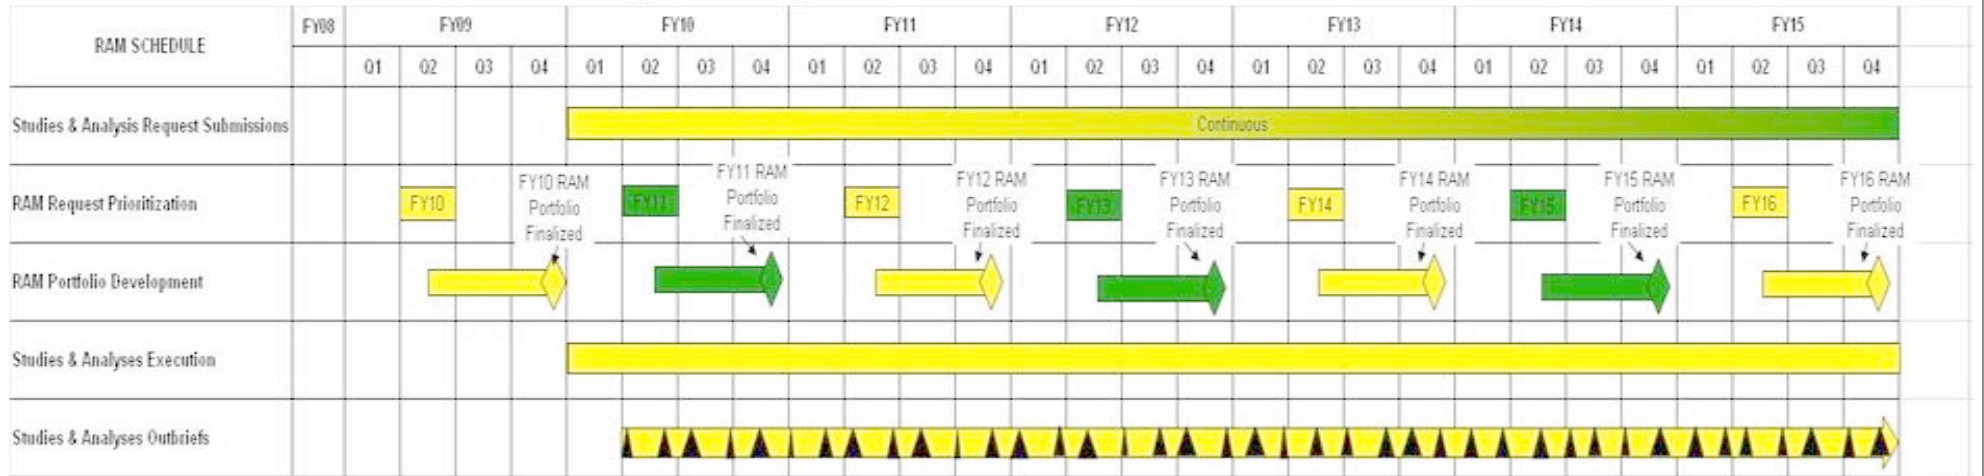 RAM SCHEDULE
FY08 FY09 FY10 FY11 FY12 FY13 FY14 FY15
Q1 Q2 Q3 Q4 Q1 Q2 Q3 Q4 Q1 Q2 Q3 Q4 Q1 Q2 Q3 Q4 Q1 Q2 Q3 Q4 Q1 Q2 Q3 Q4 Q1 Q2 Q3 Q4
Studies & Analysis Request Submissions
Continuous
RAM Request Prioritization
FY10
FY10 RAM
Portfolio
Finalized
FY11
FY11 RAM
Portfolio
Finalized
FY12
FY12 RAM
Portfolio
Finalized
FY13
FY13 RAM
Portfolio
Finalized
FY14
FY14 RAM
Portfolio
Finalized
FY15
FY15 RAM
Portfolio
Finalized
FY16
FY16 RAM
Portfolio
Finalized
RAM Portfolio Development
Studies & Analyses Execution
Studies & Analyses Outbriefs